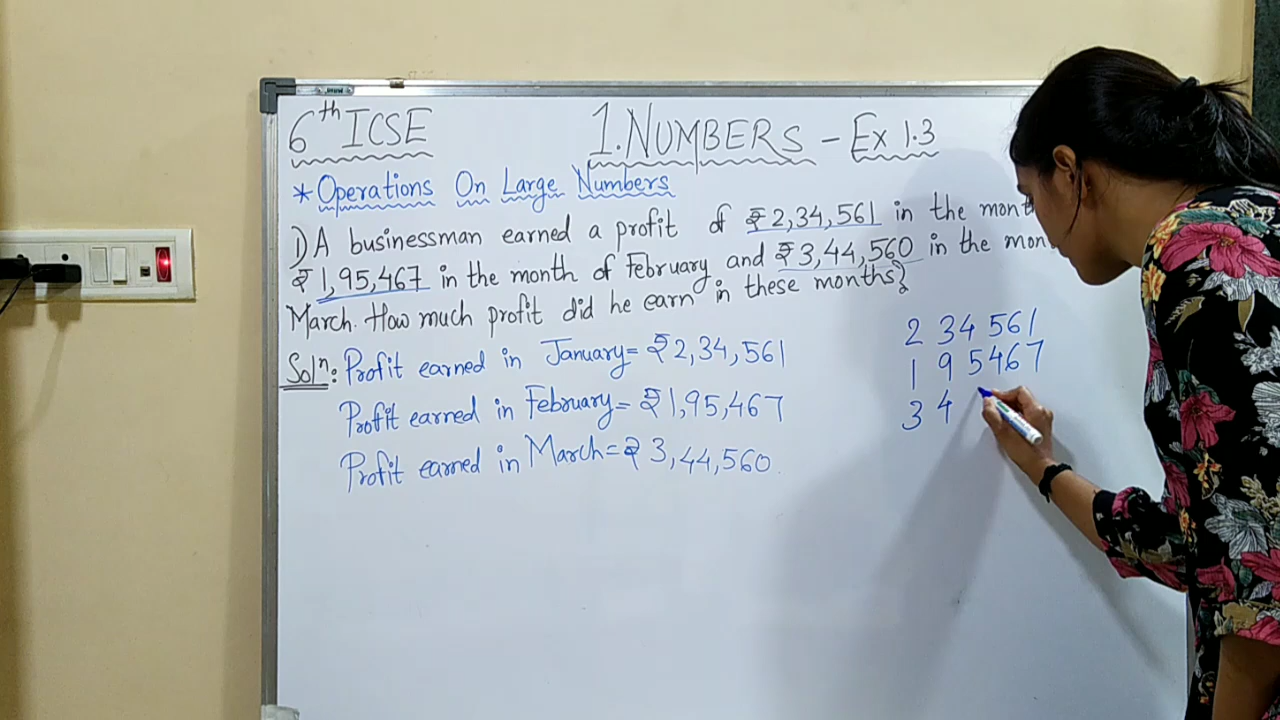 6th ICSE 1. NUMBERS - Ex 1.3
* Operations On Large Numbers
1) A businessman earned a profit of ₹ 2,34,561 in the
₹ 1,95,467 in the month of February and ₹ 3,44,560 in the
March. How much profit did he earn in these months?
Solⁿ: Profit earned in January = ₹ 2,34,561
Profit earned in February = ₹ 1,95,467
Profit earned in March = ₹ 3,44,560.
2 34 561
1 95467
3 4